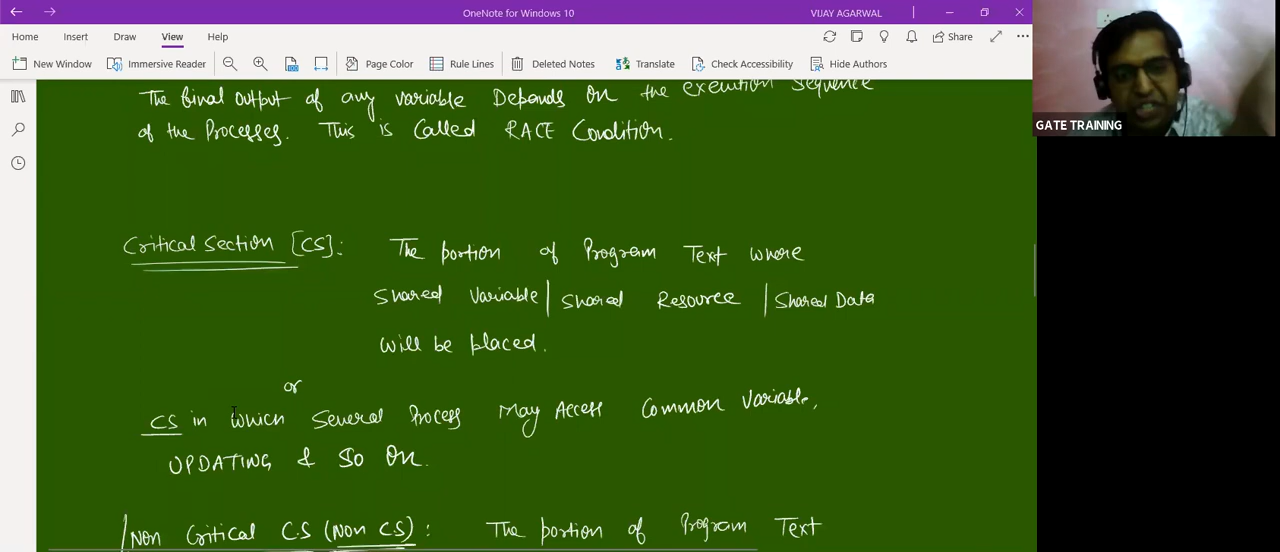 OneNote for Windows 10
VIJAY AGARWAL
Home Insert Draw View Help
Share
New Window Immersive Reader Page Color Rule Lines Deleted Notes Translate Check Accessibility Hide Authors
GATE TRAINING
The final output of any variable Depends on the execution sequence
of the Processes. This is Called RACE Condition.
Critical Section [CS]: The portion of Program Text where
Shared Variable | Shared Resource | Shared Data
will be placed.
or
CS in which Several Process May Access Common Variable,
UPDATING & So On.
Non Critical C.S (Non C.S) : The portion of Program Text